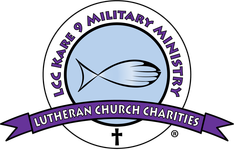 LCC KARE 9 MILITARY MINISTRY
LUTHERAN CHURCH CHARITIES
®